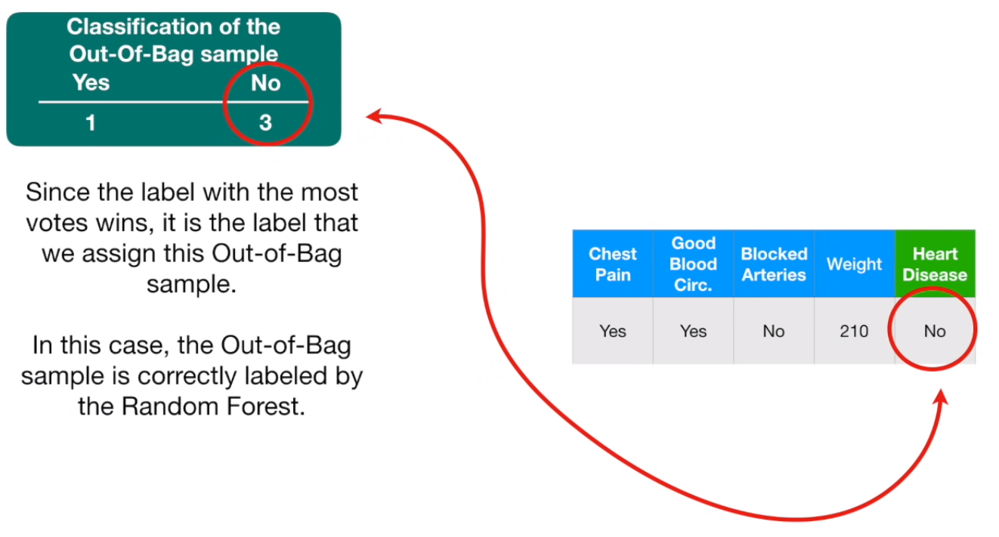 Classification of the
Out-Of-Bag sample
Yes No
1 3
Since the label with the most
votes wins, it is the label that
we assign this Out-of-Bag
sample.
In this case, the Out-of-Bag
sample is correctly labeled by
the Random Forest.
Chest Pain Good Blood Circ. Blocked Arteries Weight Heart Disease
Yes Yes No 210 No